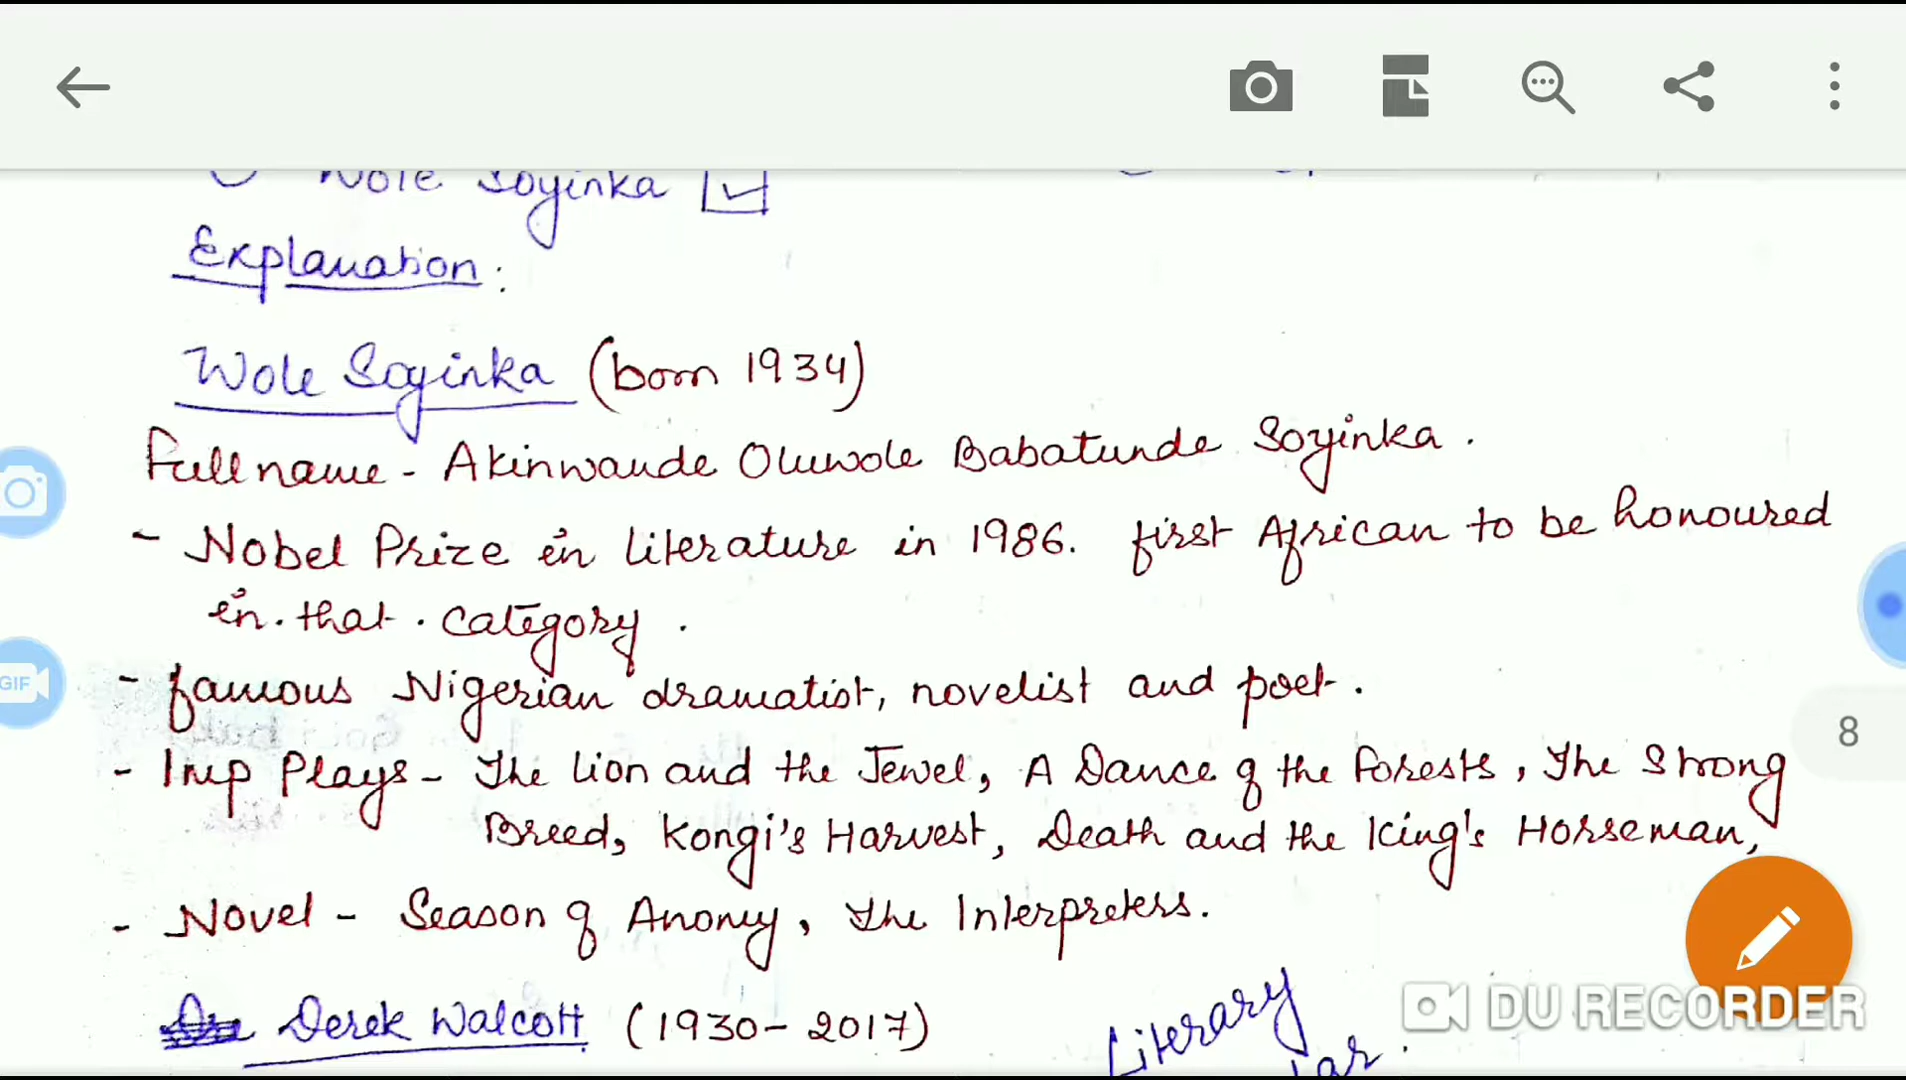 Wole Soyinka
Explanation:
Wole Soyinka (born 1934)
Full name - Akinwande Oluwole Babatunde Soyinka.
- Nobel Prize in literature in 1986. first African to be honoured
in that category.
- famous Nigerian dramatist, novelist and poet.
8
- Imp Plays - The Lion and the Jewel, A Dance of the Forests, The Strong
Breed, Kongi's Harvest, Death and the King's Horseman,
- Novel - Season of Anomy, The Interpreters.
Derek Walcott (1930-2017)
Literary
GIF
DU RECORDER